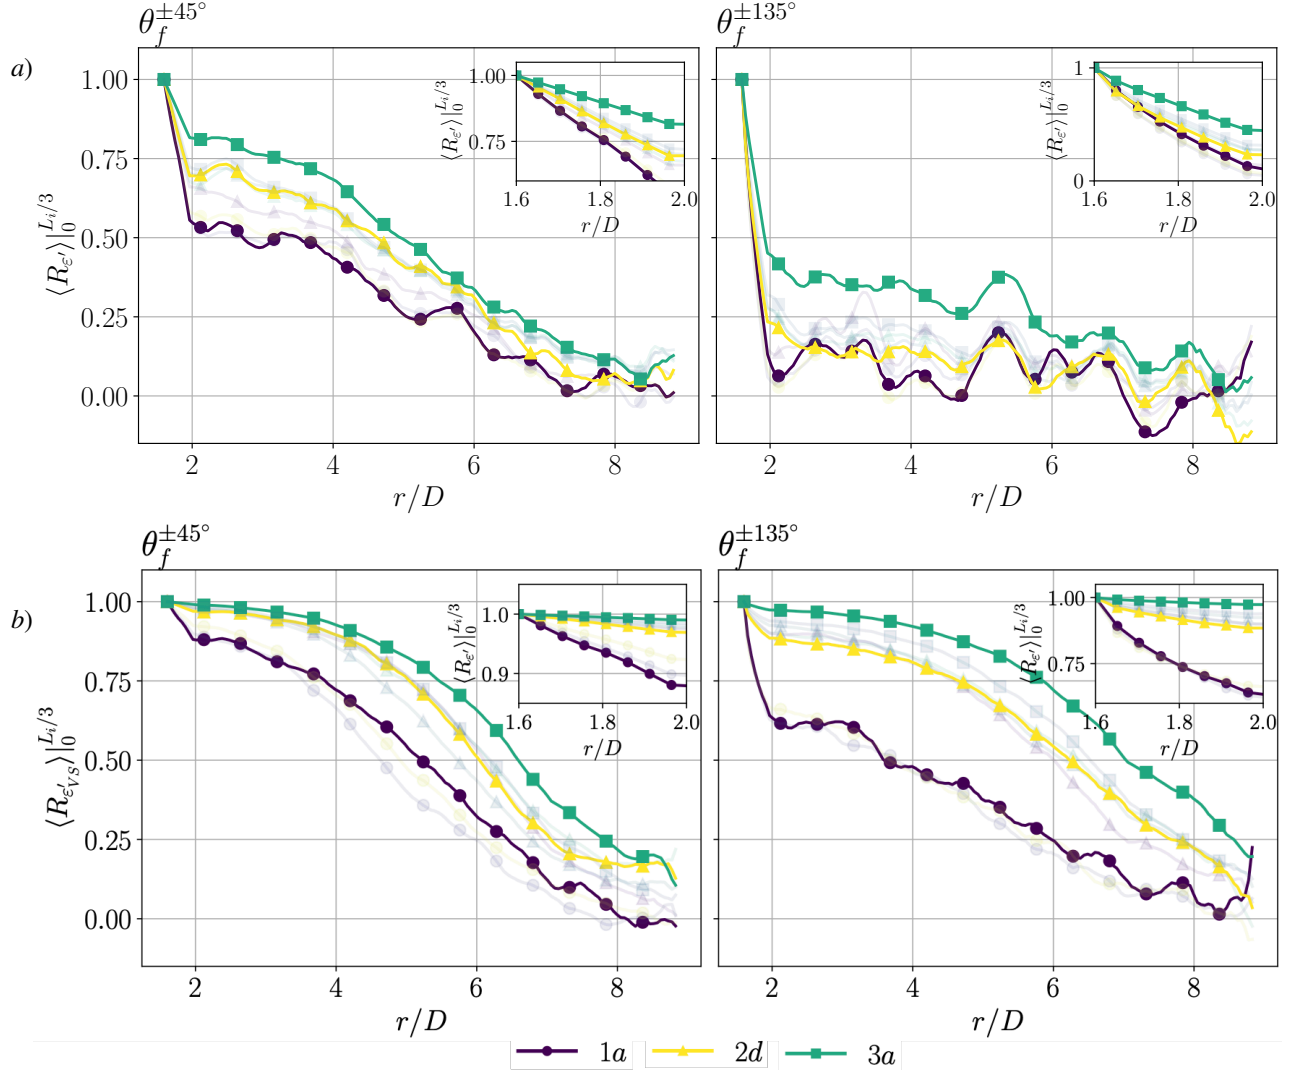 θ_f^{±45°} θ_f^{±135°}
a)
1.00
0.75
0.50
0.25
0.00
⟨R_{ε'}⟩|_0^{L_i/3}
2 4 6 8
r/D
1.00
0.75
⟨R_{ε'}⟩|_0^{L_i/3}
1.6 1.8 2.0
r/D
2 4 6 8
r/D
1
0
⟨R_{ε'}⟩|_0^{L_i/3}
1.6 1.8 2.0
r/D
θ_f^{±45°} θ_f^{±135°}
b)
1.00
0.75
0.50
0.25
0.00
⟨R_{ε'_{VS}}⟩|_0^{L_i/3}
2 4 6 8
r/D
1.0
0.9
⟨R_{ε'}⟩|_0^{L_i/3}
1.6 1.8 2.0
r/D
2 4 6 8
r/D
1.00
0.75
⟨R_{ε'}⟩|_0^{L_i/3}
1.6 1.8 2.0
r/D
1a 2d 3a